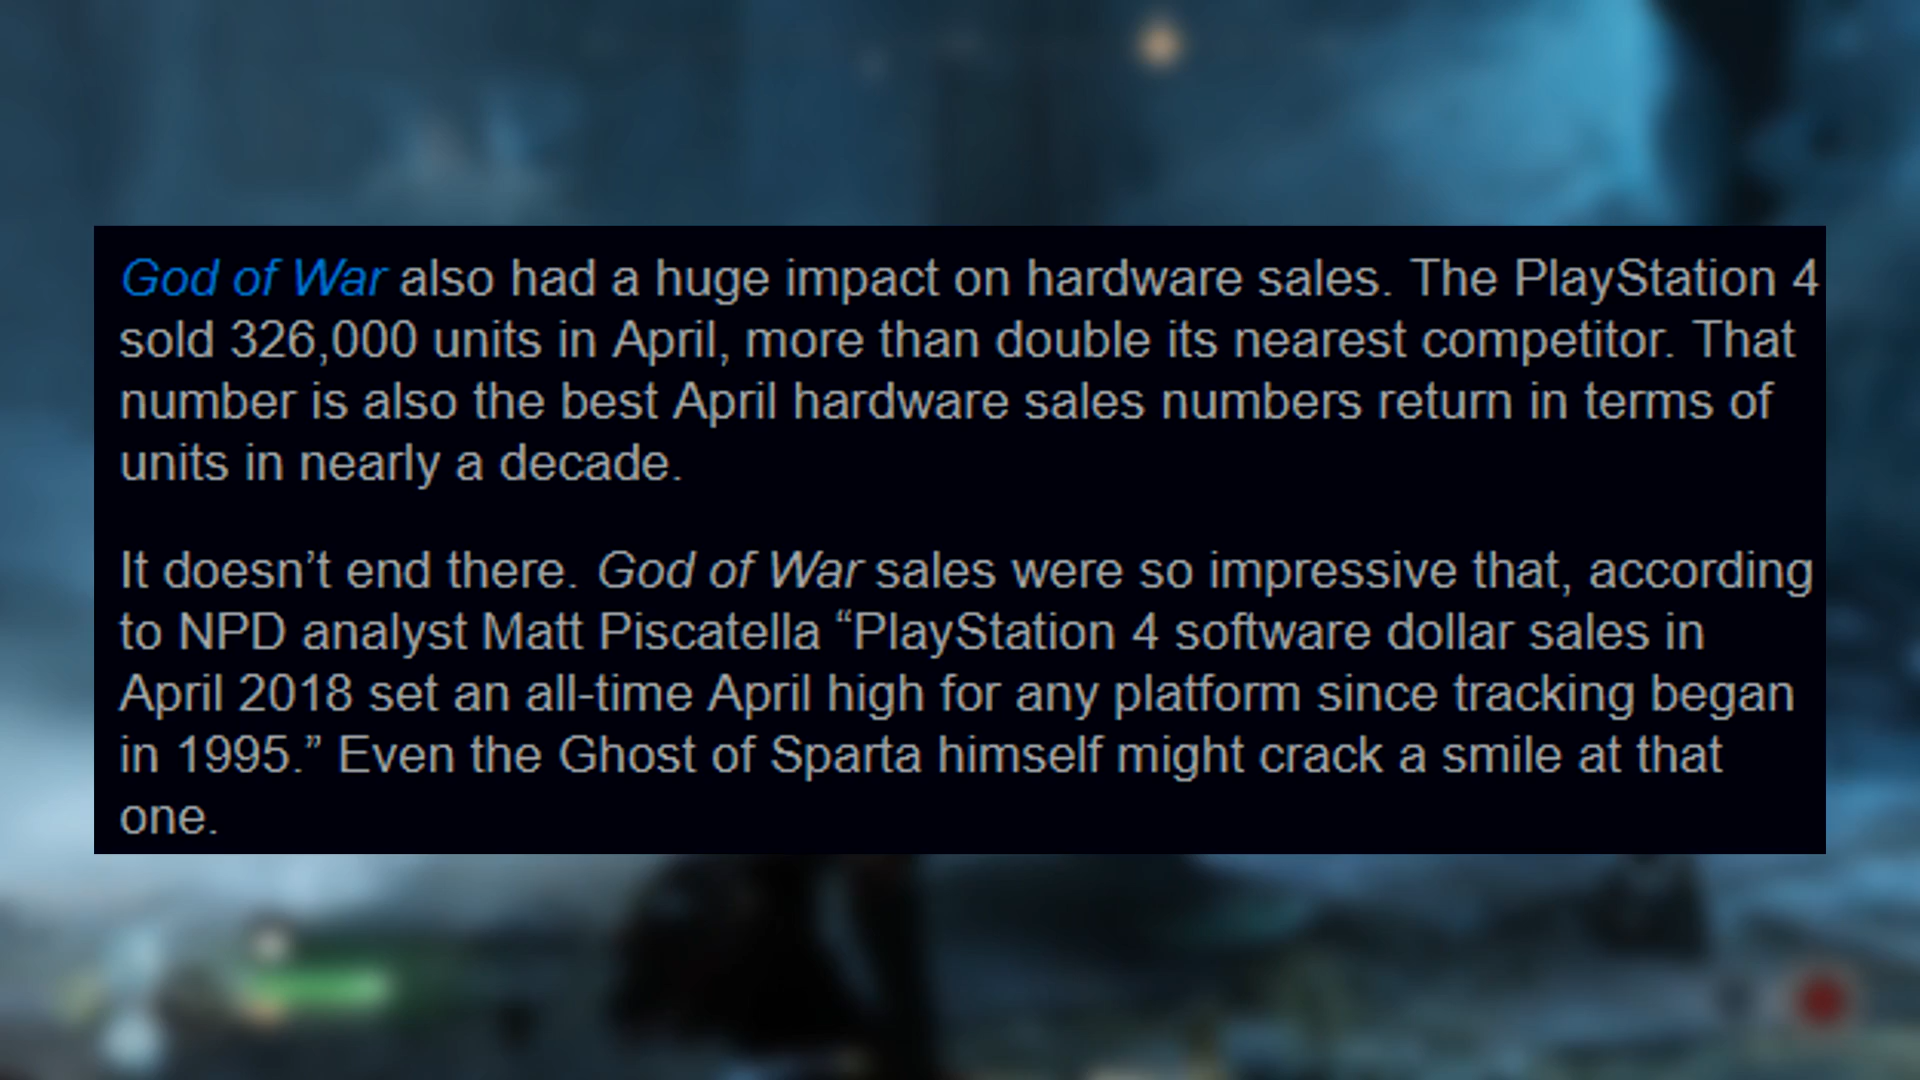 God of War also had a huge impact on hardware sales. The PlayStation 4
sold 326,000 units in April, more than double its nearest competitor. That
number is also the best April hardware sales numbers return in terms of
units in nearly a decade.
It doesn’t end there. God of War sales were so impressive that, according
to NPD analyst Matt Piscatella “PlayStation 4 software dollar sales in
April 2018 set an all-time April high for any platform since tracking began
in 1995.” Even the Ghost of Sparta himself might crack a smile at that
one.